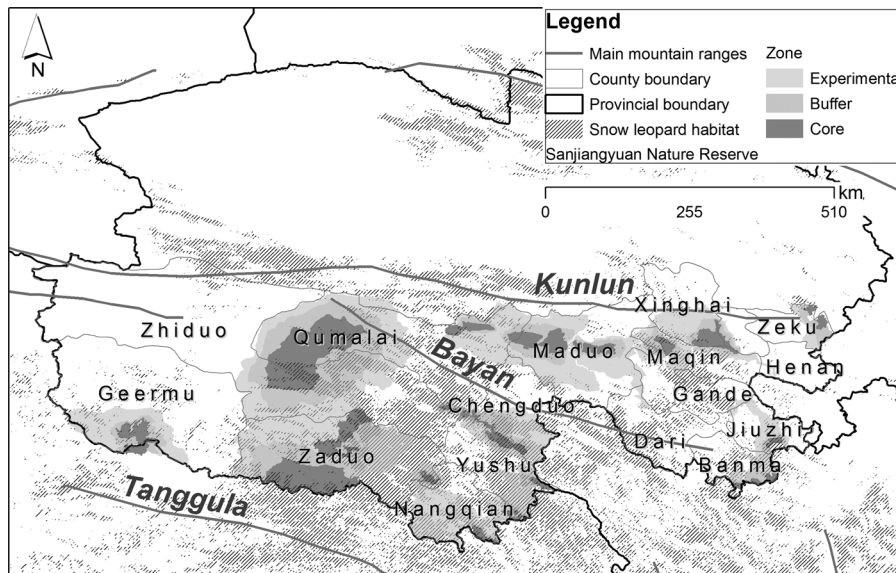 Legend
N
Main mountain ranges
Zone
County boundary
Experimenta
Provincial boundary
Buffer
Snow leopard habitat
Core
Sanjiangyuan Nature Reserve
km.
0 255 510
Kunlun
Xinghai
Zhiduo
Qumalai
Zeku
Bayan
Maduo
Maqin
Henan
Geermu
Gande
Chengduo
Jiuzhi
Dari
Zaduo
Yushu
Banma
Tanggula
Nangqian